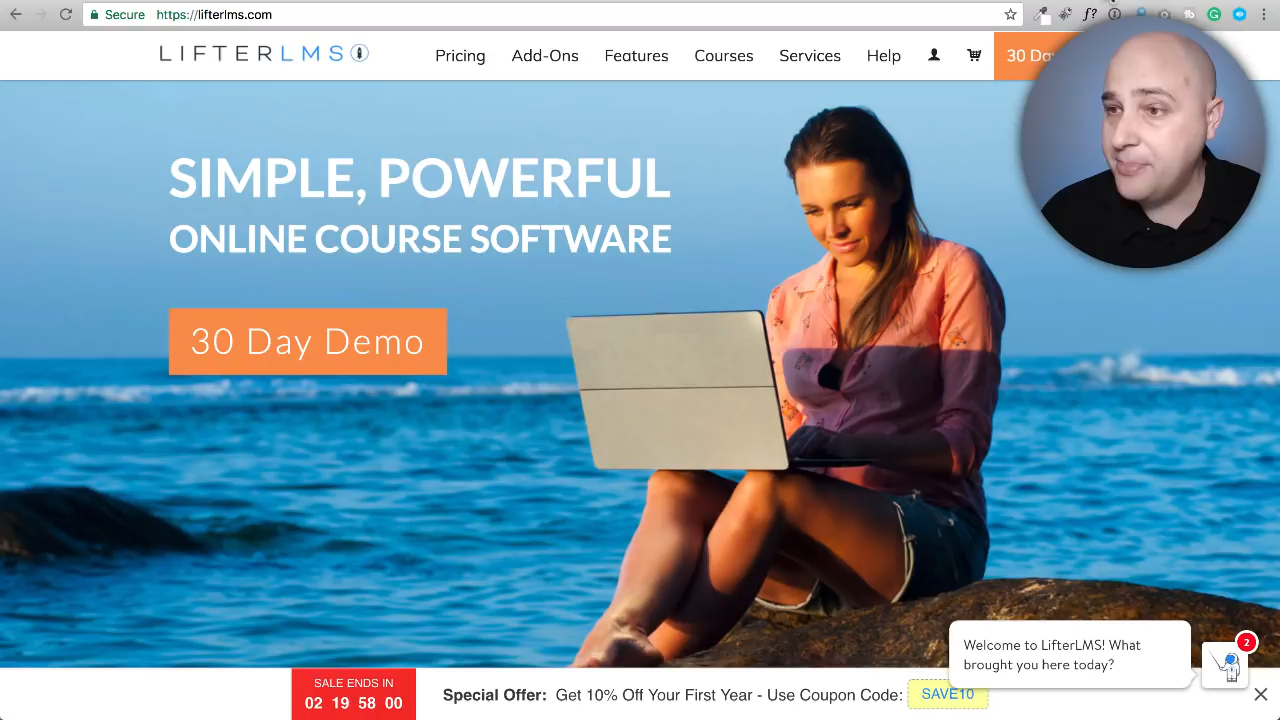 Secure https://lifterlms.com f?
LIFTERLMS
Pricing Add-Ons Features Courses Services Help 30 Da
SIMPLE, POWERFUL
ONLINE COURSE SOFTWARE
30 Day Demo
Welcome to LifterLMS! What
brought you here today?
2
SALE ENDS IN
02 19 58 00
Special Offer: Get 10% Off Your First Year - Use Coupon Code: SAVE10